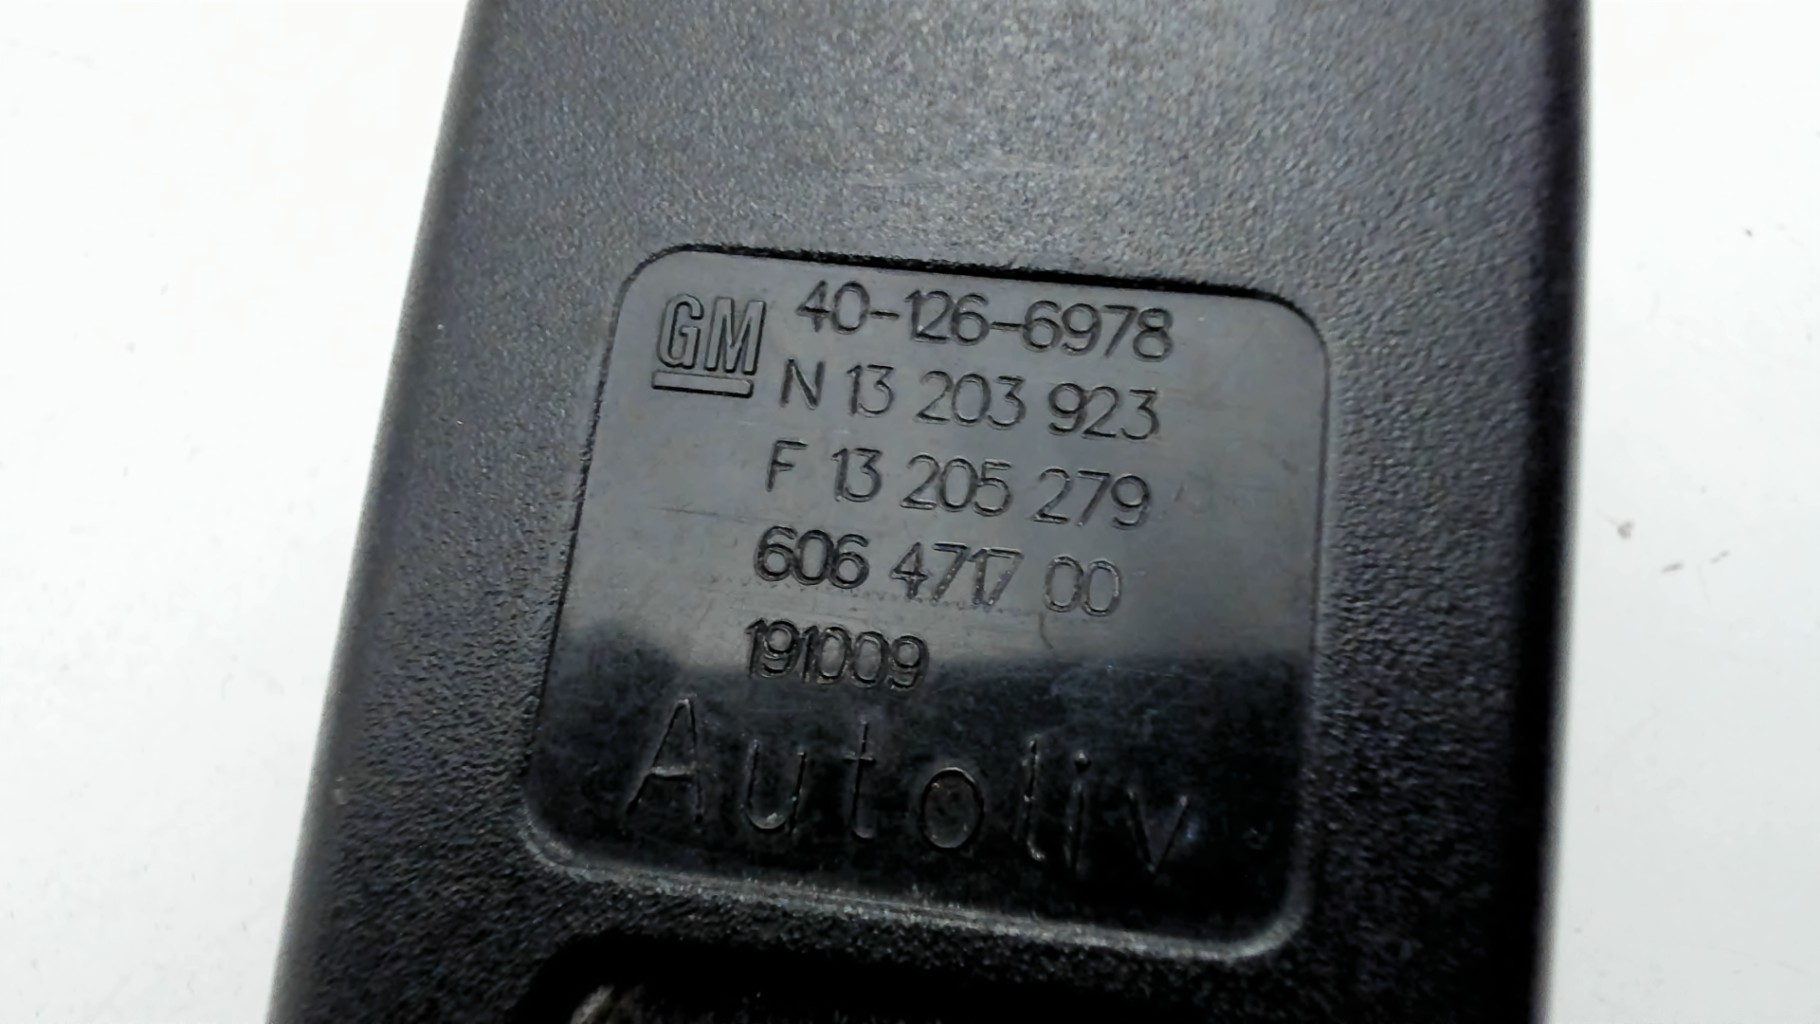 GM 40-126-6978
N 13 203 923
F 13 205 279
606 4717 00
191009
Autoliv